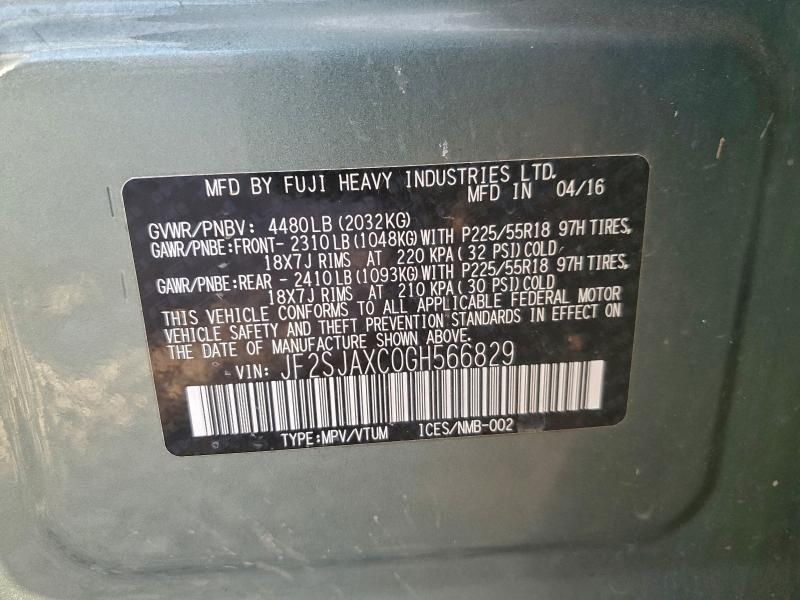 MFD BY FUJI HEAVY INDUSTRIES LTD.
MFD IN 04/16
GVWR/PNBV: 4480LB (2032KG)
GAWR/PNBE:FRONT- 2310LB (1048KG) WITH P225/55R18 97H TIRES,
18X7J RIMS AT 220 KPA ( 32 PSI) COLD
GAWR/PNBE:REAR - 2410LB (1093KG) WITH P225/55R18 97H TIRES,
18X7J RIMS AT 210 KPA ( 30 PSI) COLD
THIS VEHICLE CONFORMS TO ALL APPLICABLE FEDERAL MOTOR
VEHICLE SAFETY AND THEFT PREVENTION STANDARDS IN EFFECT ON
THE DATE OF MANUFACTURE SHOWN ABOVE.
VIN: JF2SJAXC0GH566829
TYPE:MPV/VTUM ICES/NMB-002